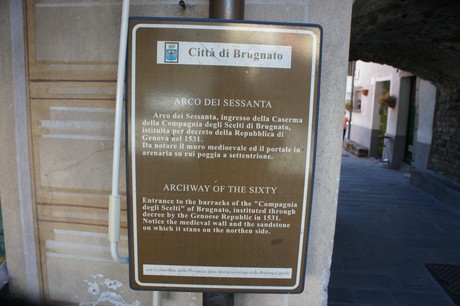 Città di Brugnato
ARCO DEI SESSANTA
Arco dei Sessanta, ingresso della Caserma
della Compagnia degli Scelti di Brugnato,
istituita per decreto della Repubblica di
Genova nel 1531.
Da notare il muro medioevale ed il portale in
arenaria su cui poggia a settentrione.
ARCHWAY OF THE SIXTY
Entrance to the barracks of the "Compagnia
degli Scelti" of Brugnato, instituted through
decree by the Genoese Republic in 1531.
Notice the medieval wall and the sandstone
on which it stans on the northen side.